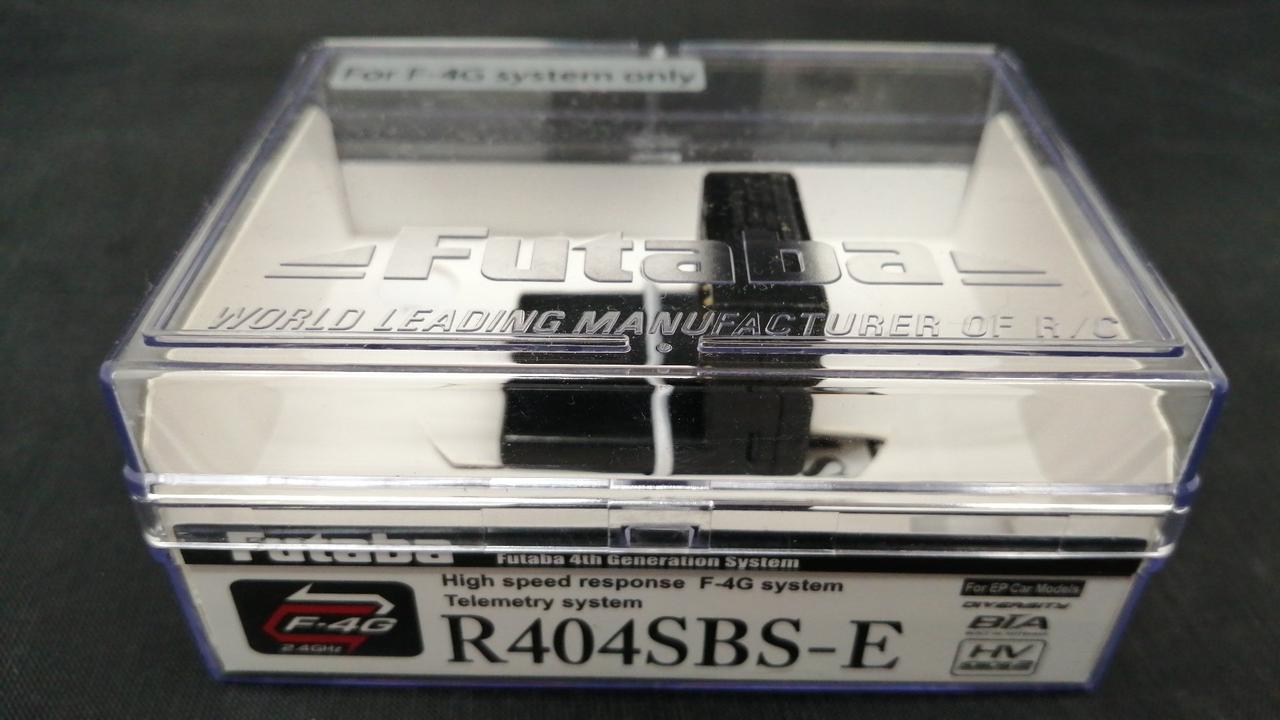 For F-4G system only
Futaba
WORLD LEADING MANUFACTURER OF R/C
Futaba
Futaba 4th Generation System
High speed response F-4G system
For EP Car Models
Telemetry system
DIVERSITY
F-4G
2.4GHz
R404SBS-E
BIA
HV